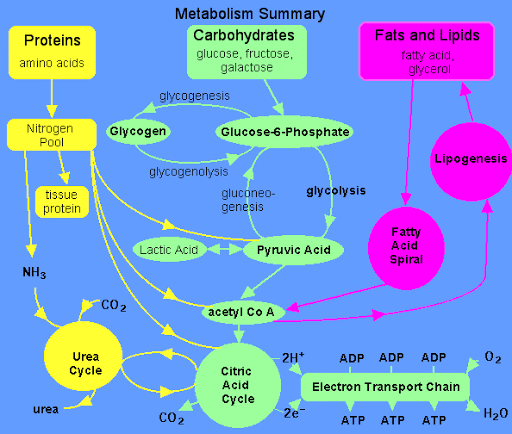 Metabolism Summary
Proteins
amino acids
Carbohydrates
glucose, fructose,
galactose
Fats and Lipids
fatty acid,
glycerol
glycogenesis
Nitrogen
Pool
Glycogen
Glucose-6-Phosphate
Lipogenesis
glycogenolysis
gluconeo-
genesis
glycolysis
tissue
protein
Lactic Acid
Pyruvic Acid
Fatty
Acid
Spiral
NH3
CO2
acetyl Co A
Urea
Cycle
Citric
Acid
Cycle
2H+
2e−
ADP ADP ADP
O2
Electron Transport Chain
ATP ATP ATP
H2O
urea
CO2